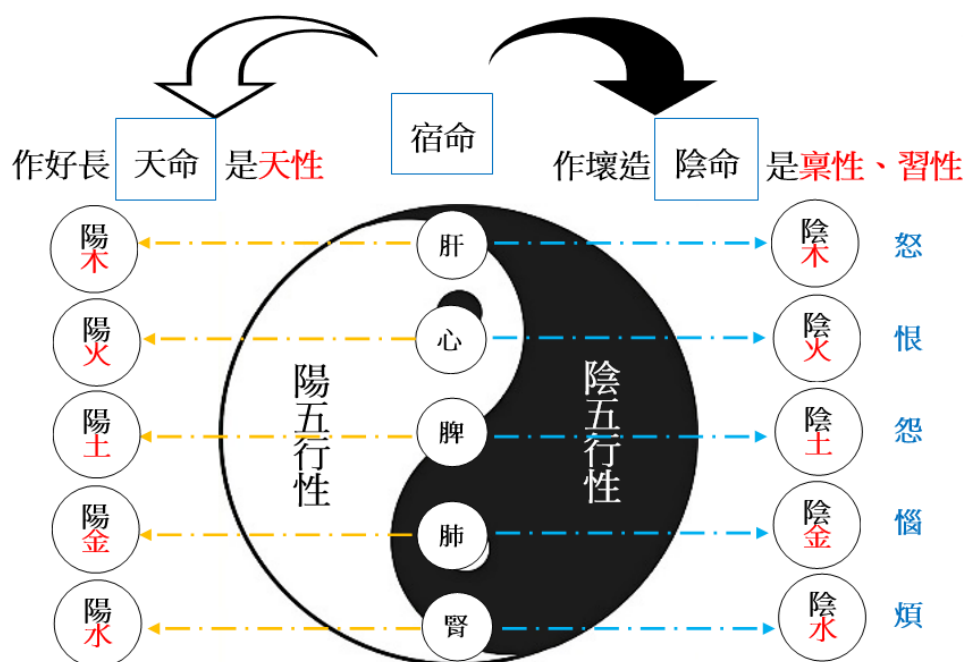 宿命
作好長 天命 是天性
作壞造 陰命 是稟性、習性
陽木
肝
陰木
怒
陽火
心
陰火
恨
陽五行性
陰五行性
陽土
脾
陰土
怨
陽金
肺
陰金
惱
陽水
腎
陰水
煩